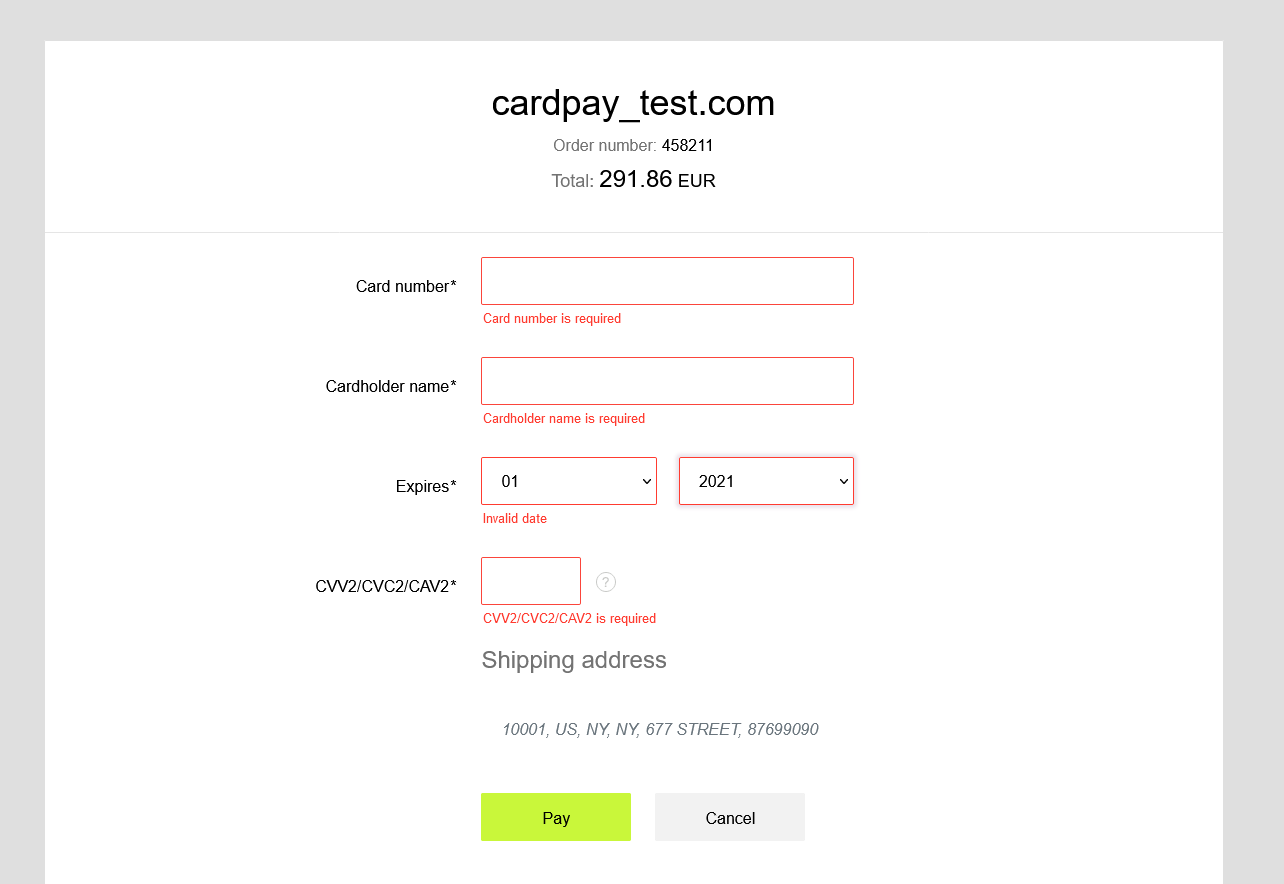 cardpay_test.com
Order number: 458211
Total: 291.86 EUR
Card number*
Card number is required
Cardholder name*
Cardholder name is required
Expires* 01 2021
Invalid date
CVV2/CVC2/CAV2* ?
CVV2/CVC2/CAV2 is required
Shipping address
10001, US, NY, NY, 677 STREET, 87699090
Pay Cancel